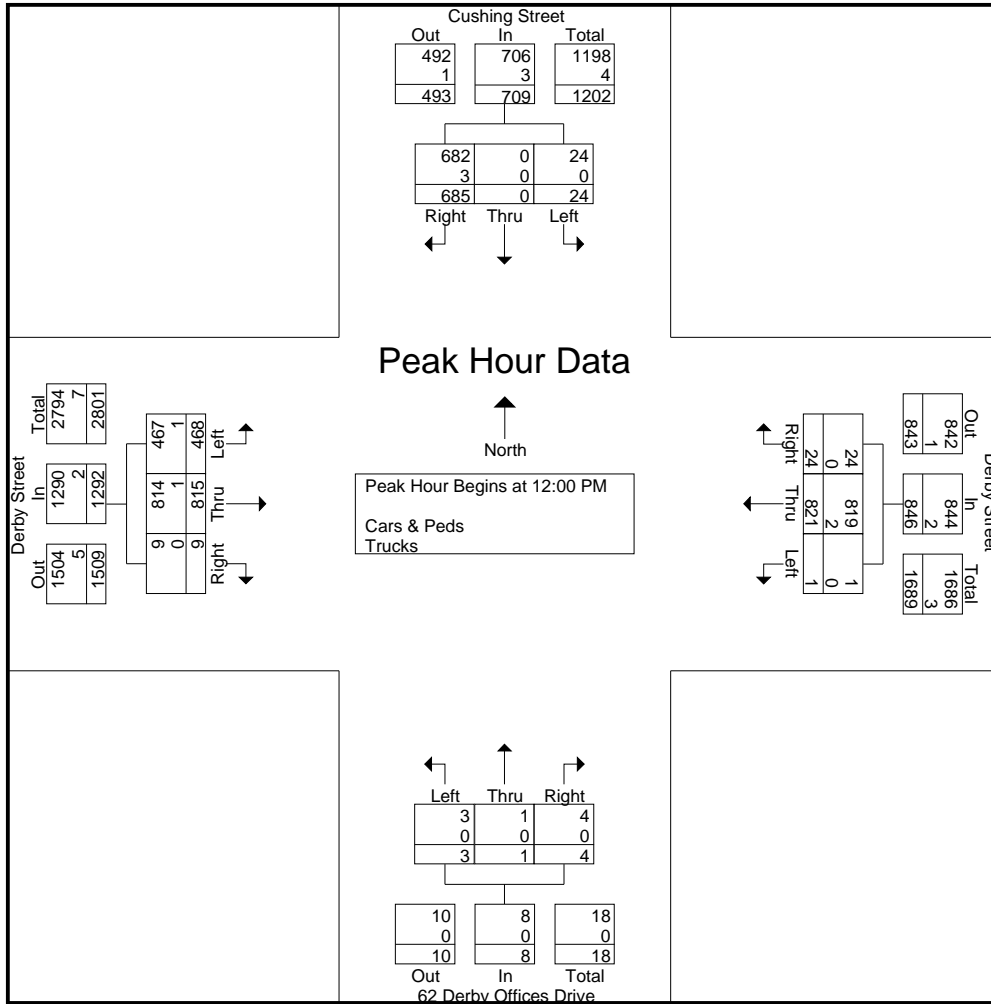 Cushing Street
Out In Total
492 706 1198
1 3 4
493 709 1202
682 0 24
3 0 0
685 0 24
Right Thru Left
Peak Hour Data
North
Peak Hour Begins at 12:00 PM
Cars & Peds
Trucks
Derby Street
Total In Out
2794 1290 1504
7 2 5
2801 1292 1509
467 814 9
1 1 0
468 815 9
Left Thru Right
Derby Street
Out In Total
842 844 1686
1 2 3
843 846 1689
24 819 1
0 2 0
24 821 1
Right Thru Left
Left Thru Right
3 1 4
0 0 0
3 1 4
10 8 18
0 0 0
10 8 18
Out In Total
62 Derby Offices Drive